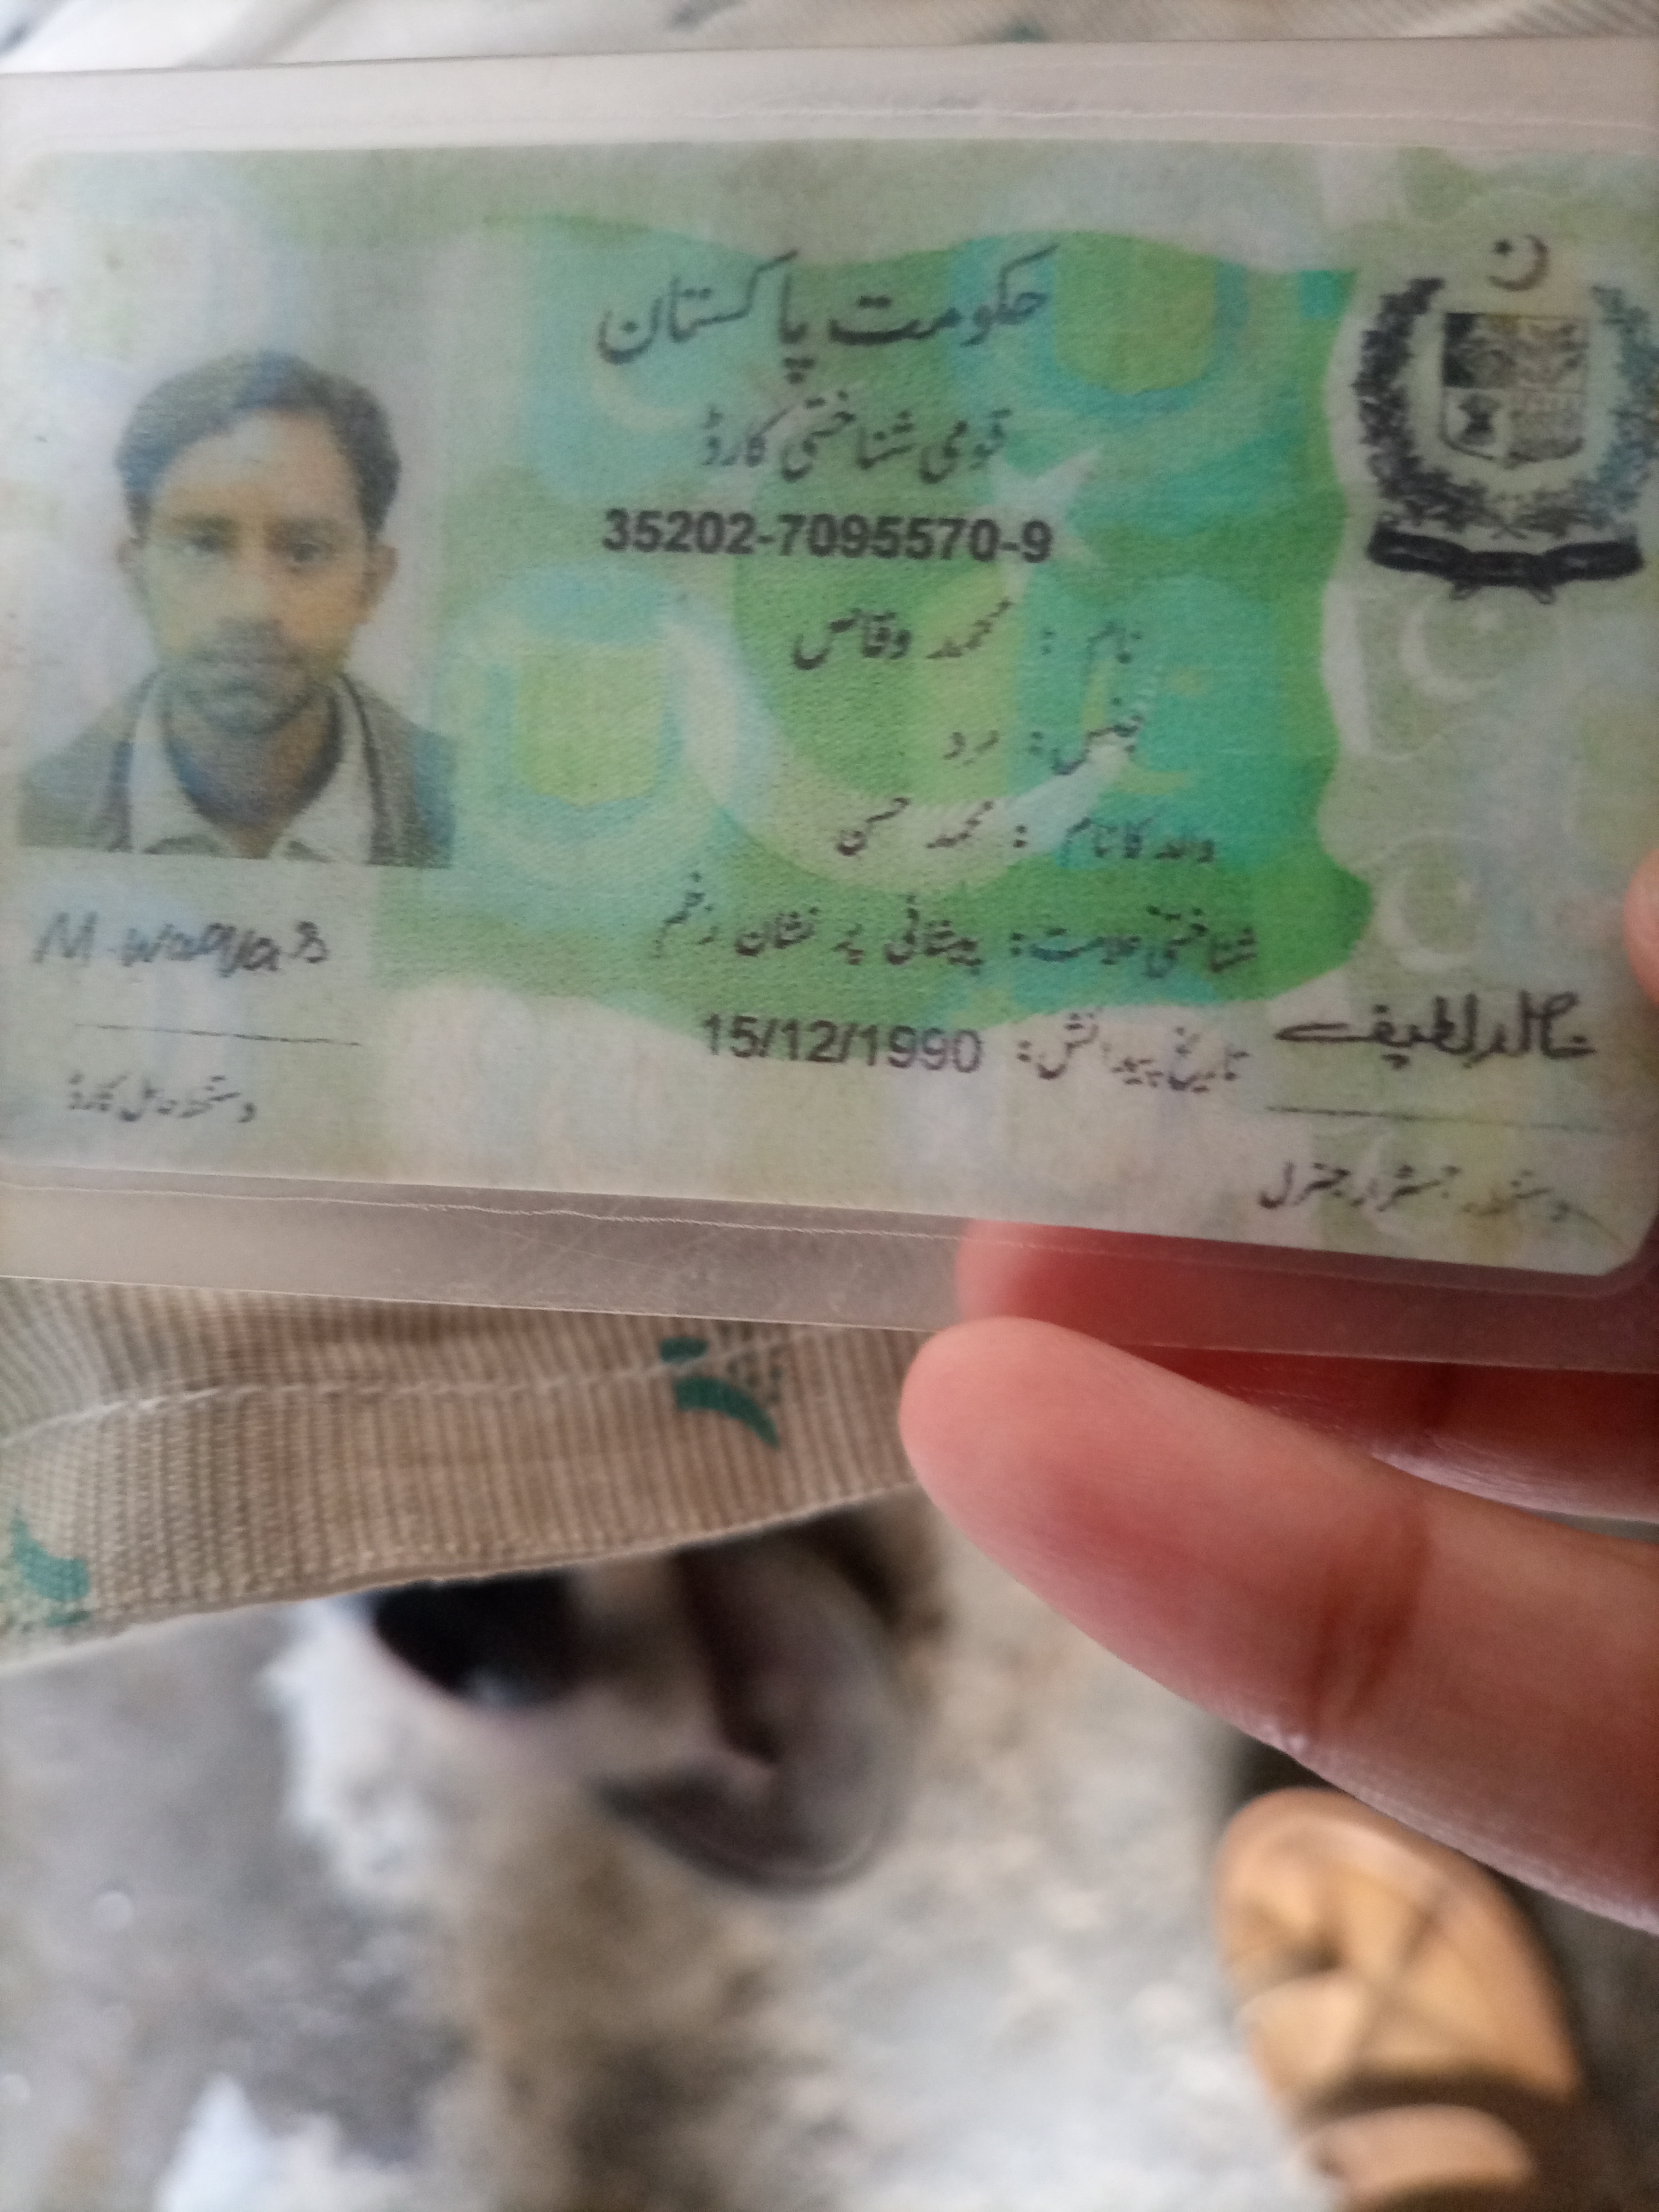 حکومت پاکستان
قومی شناختی کارڈ
35202-7095570-9
نام : محمد وقاص
جنس : مرد
والد کا نام : محمد حسن
شناختی علامت : پیشانی پر نشان زخم
تاریخ پیدائش : 15/12/1990
M. waqas
دستخط حامل کارڈ
خالد لطیف
دستخط رجسٹرار جنرل